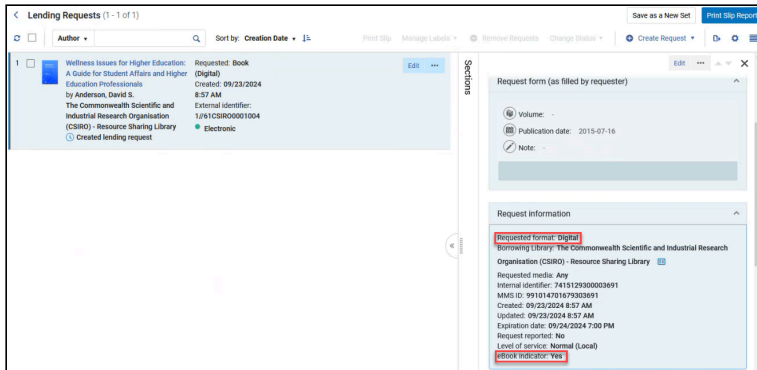 Lending Requests (1 - 1 of 1)
Save as a New Set
Print Slip Report
Author
Sort by: Creation Date
Print Slip
Manage Labels
Remove Requests
Change Status
Create Request
1
Wellness Issues for Higher Education:
A Guide for Student Affairs and Higher
Education Professionals
by Anderson, David S.
The Commonwealth Scientific and
Industrial Research Organisation
(CSIRO) - Resource Sharing Library
Created lending request
Requested: Book
(Digital)
Created: 09/23/2024
8:57 AM
External identifier:
1//61CSIRO0001004
Electronic
Edit
Sections
Edit
Request form (as filled by requester)
Volume: -
Publication date: 2015-07-16
Note: -
Request information
Requested format: Digital
Borrowing Library: The Commonwealth Scientific and Industrial Research
Organisation (CSIRO) - Resource Sharing Library
Requested media: Any
Internal identifier: 7415129300003691
MMS ID: 991014701679303691
Created: 09/23/2024 8:57 AM
Updated: 09/23/2024 8:57 AM
Expiration date: 09/24/2024 7:00 PM
Request reported: No
Level of service: Normal (Local)
eBook Indicator: Yes